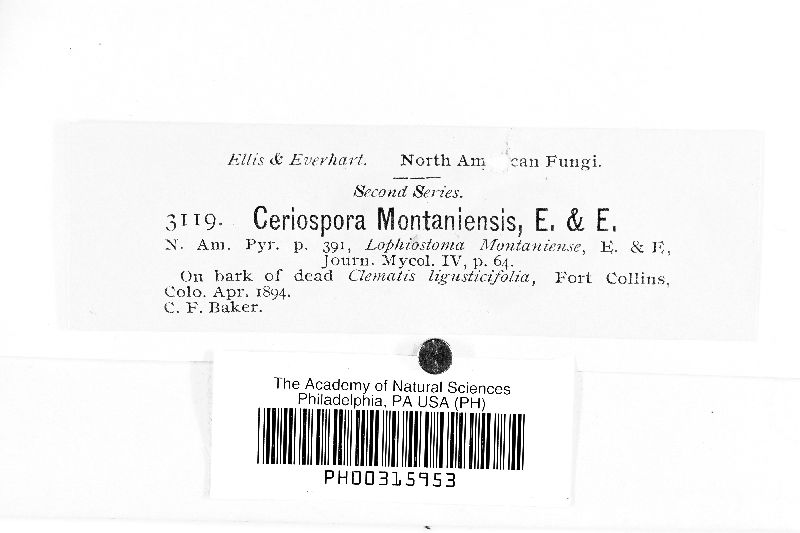 Ellis & Everhart. North Am can Fungi.
Second Series.
3119. Ceriospora Montaniensis, E. & E.
N. Am. Pyr. p. 391, Lophiostoma Montaniense, E. & E,
Journ. Mycol. IV, p. 64.
On bark of dead Clematis ligusticifolia, Fort Collins,
Colo. Apr. 1894.
C. F. Baker.
The Academy of Natural Sciences
Philadelphia, PA USA (PH)
PH00315953